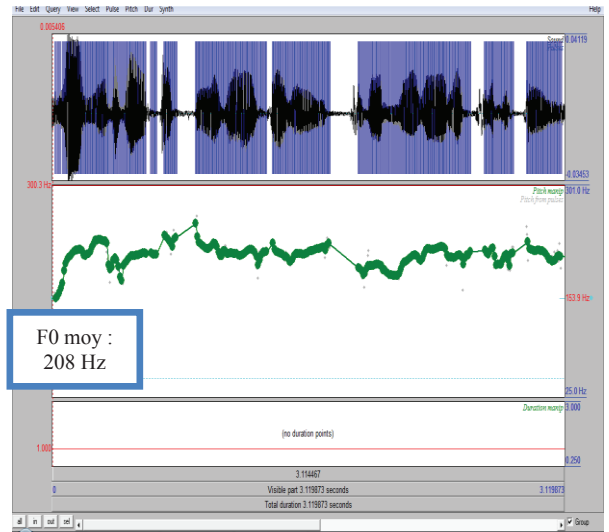 File Edit Query View Select Pulse Pitch Dur Synth Help
0.005406
Sound 0.04119
Pulses
-0.03453
300.3 Hz
Pitch manip 301.0 Hz
Pitch from pulses
153.9 Hz
F0 moy :
208 Hz
25.0 Hz
Duration manip 3.000
(no duration points)
1.000
0.250
3.114467
0 Visible part 3.119873 seconds 3.119873
Total duration 3.119873 seconds
all in out sel Group